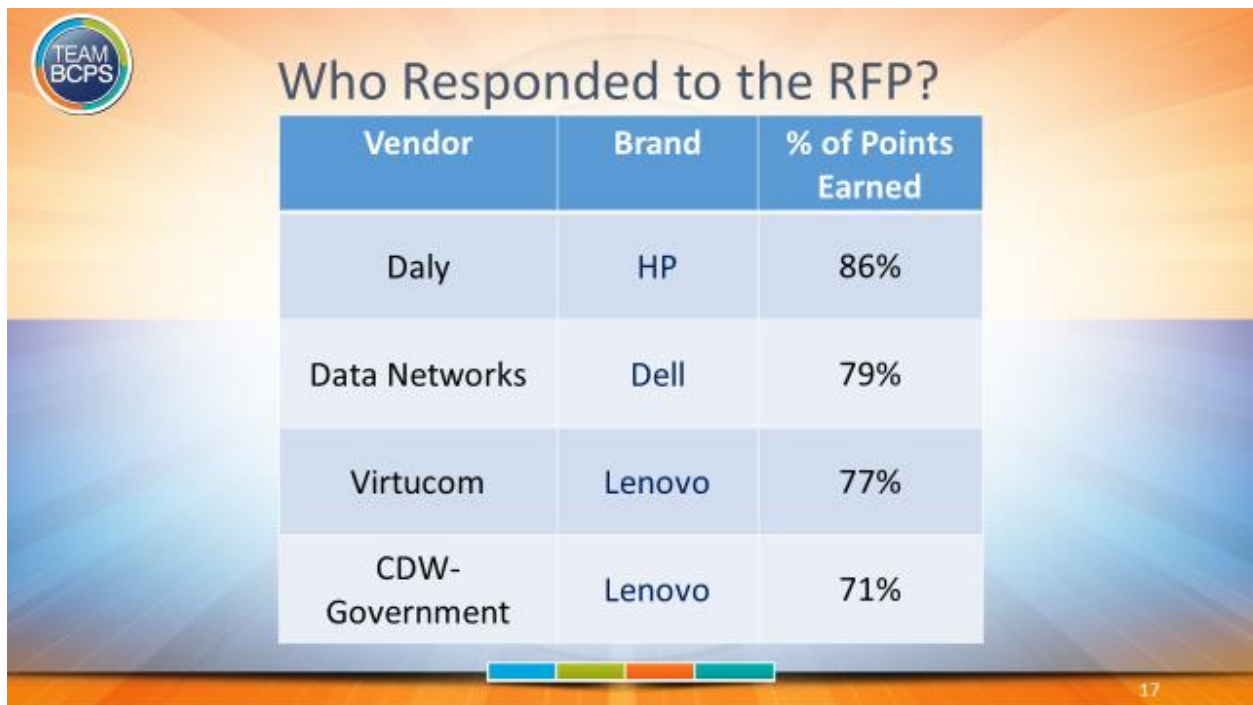 TEAM
BCPS
Who Responded to the RFP?
Vendor Brand % of Points
Earned
Daly HP 86%
Data Networks Dell 79%
Virtucom Lenovo 77%
CDW-
Government Lenovo 71%
17